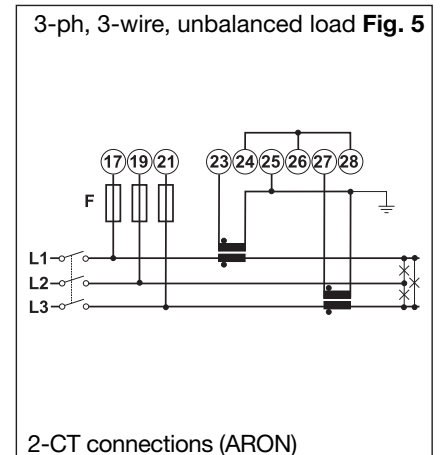 3-ph, 3-wire, unbalanced load Fig. 5
17 19 21 23 24 25 26 27 28
F
L1
L2
L3
2-CT connections (ARON)